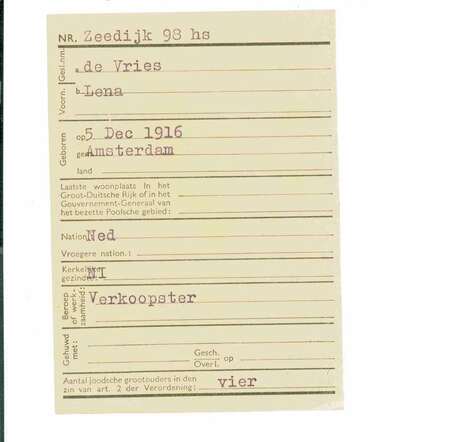 NR. Zeedijk 98 hs
Gesl.nm. a. de Vries
Voorn. b Lena
Geboren op 5 Dec 1916
Amsterdam
land
Laatste woonplaats in het
Groot-Duitsche Rijk of in het
Gouvernement-Generaal van
het bezette Poolsche gebied:
Nation Ned
Vroegere nation.:
Kerkelijke
gezindte NI
Beroep of werkzaamheid: Verkoopster
Gehuwd met:
Gesch.
Overl. op
Aantal joodsche grootouders in den
zin van art. 2 der Verordening: vier